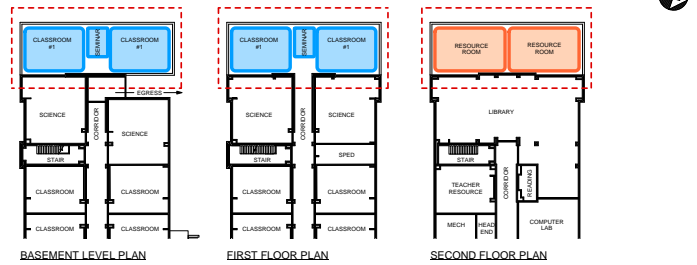 CLASSROOM
#1
SEMINAR
CLASSROOM
#1
EGRESS
SCIENCE
CORRIDOR
SCIENCE
STAIR
CLASSROOM
CLASSROOM
CLASSROOM
CLASSROOM
BASEMENT LEVEL PLAN
CLASSROOM
#1
SEMINAR
CLASSROOM
#1
SCIENCE
CORRIDOR
SCIENCE
STAIR
SPED
CLASSROOM
CLASSROOM
CLASSROOM
CLASSROOM
FIRST FLOOR PLAN
RESOURCE
ROOM
RESOURCE
ROOM
LIBRARY
STAIR
TEACHER
RESOURCE
CORRIDOR
READING
MECH
HEAD
END
COMPUTER
LAB
SECOND FLOOR PLAN